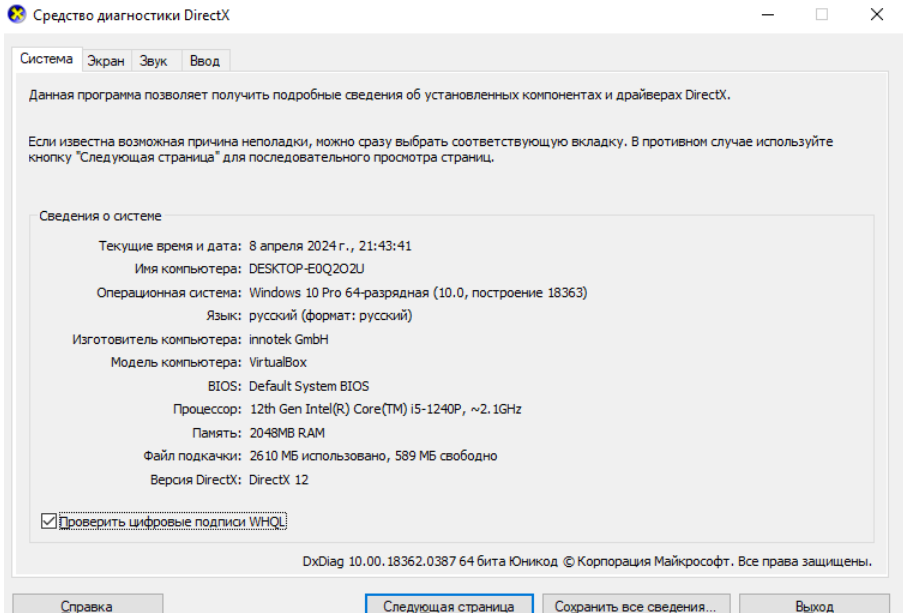 Средство диагностики DirectX
Система Экран Звук Ввод
Данная программа позволяет получить подробные сведения об установленных компонентах и драйверах DirectX.
Если известна возможная причина неполадки, можно сразу выбрать соответствующую вкладку. В противном случае используйте
кнопку "Следующая страница" для последовательного просмотра страниц.
Сведения о системе
Текущие время и дата: 8 апреля 2024 г., 21:43:41
Имя компьютера: DESKTOP-E0Q2O2U
Операционная система: Windows 10 Pro 64-разрядная (10.0, построение 18363)
Язык: русский (формат: русский)
Изготовитель компьютера: innotek GmbH
Модель компьютера: VirtualBox
BIOS: Default System BIOS
Процессор: 12th Gen Intel(R) Core(TM) i5-1240P, ~2.1GHz
Память: 2048MB RAM
Файл подкачки: 2610 МБ использовано, 589 МБ свободно
Версия DirectX: DirectX 12
Проверить цифровые подписи WHQL
DxDiag 10.00.18362.0387 64 бита Юникод © Корпорация Майкрософт. Все права защищены.
Справка Следующая страница Сохранить все сведения... Выход